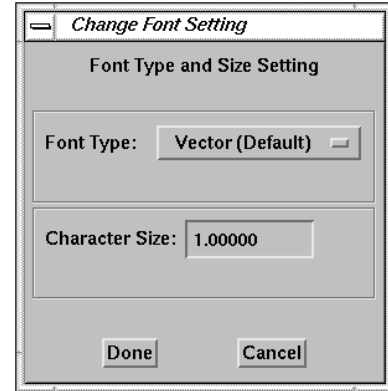 Change Font Setting
Font Type and Size Setting
Font Type: Vector (Default)
Character Size: 1.00000
Done Cancel